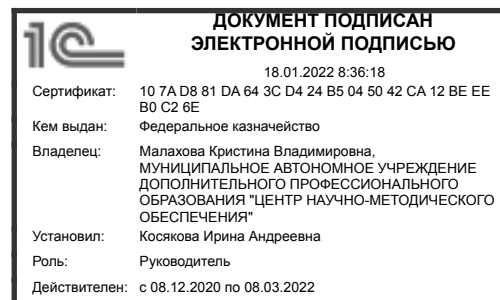 1С
ДОКУМЕНТ ПОДПИСАН
ЭЛЕКТРОННОЙ ПОДПИСЬЮ
18.01.2022 8:36:18
Сертификат: 10 7A D8 81 DA 64 3C D4 24 B5 04 50 42 CA 12 BE EE
B0 C2 6E
Кем выдан: Федеральное казначейство
Владелец: Малахова Кристина Владимировна,
МУНИЦИПАЛЬНОЕ АВТОНОМНОЕ УЧРЕЖДЕНИЕ
ДОПОЛНИТЕЛЬНОГО ПРОФЕССИОНАЛЬНОГО
ОБРАЗОВАНИЯ "ЦЕНТР НАУЧНО-МЕТОДИЧЕСКОГО
ОБЕСПЕЧЕНИЯ"
Установил: Косякова Ирина Андреевна
Роль: Руководитель
Действителен: с 08.12.2020 по 08.03.2022